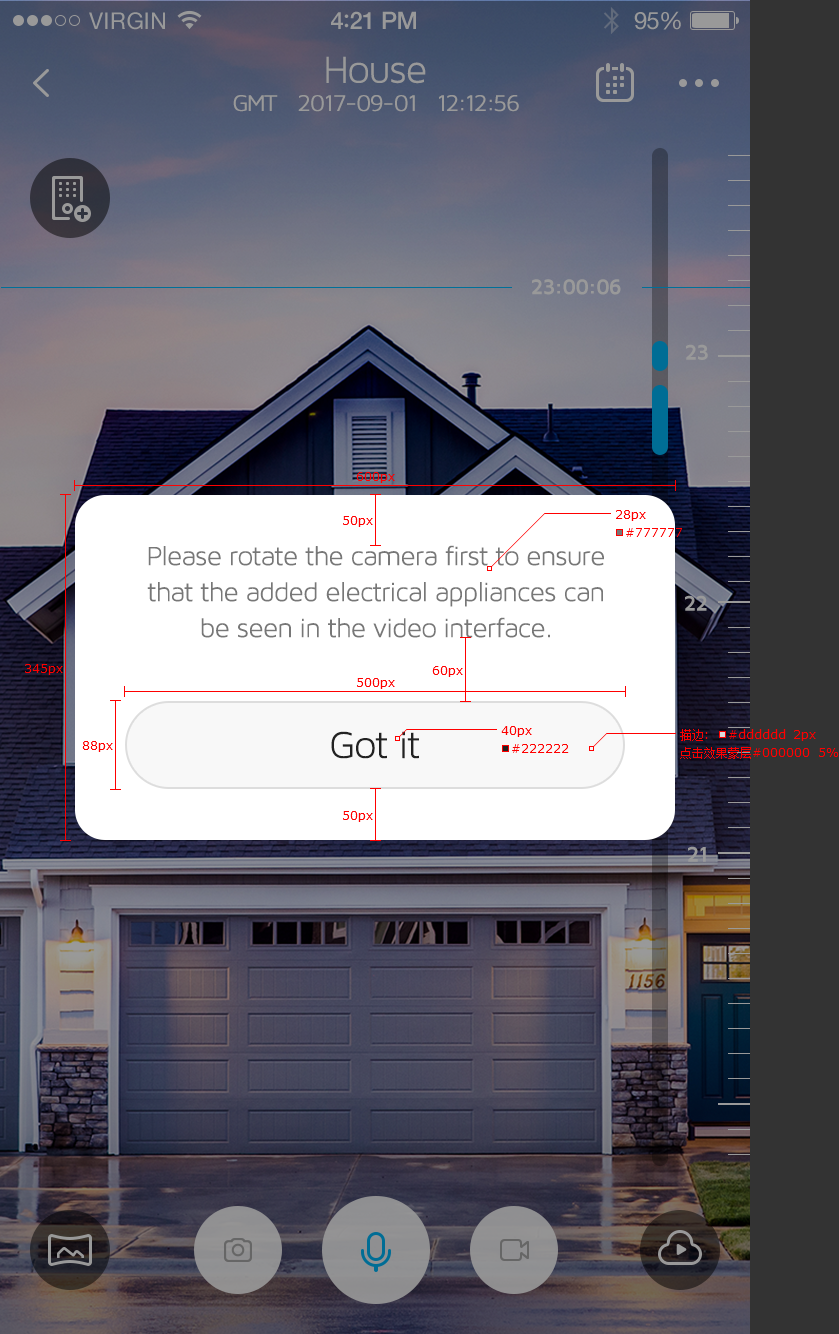 VIRGIN 4:21 PM 95%
House
GMT 2017-09-01 12:12:56
23:00:06
23
600px
50px
28px
#777777
Please rotate the camera first to ensure
that the added electrical appliances can
be seen in the video interface.
22
345px
60px
500px
88px
Got it
40px
#222222
描边: #dddddd 2px
点击效果蒙层#000000 5%
50px
21
1156